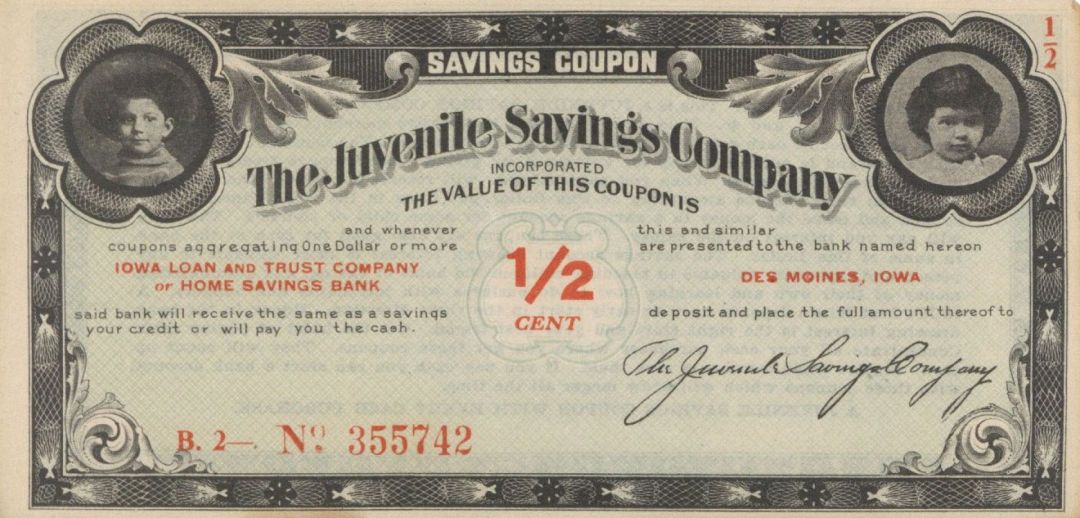 SAVINGS COUPON
1/2
The Juvenile Savings Company
INCORPORATED
THE VALUE OF THIS COUPON IS
and whenever this and similar
coupons aggregating One Dollar or more are presented to the bank named hereon
IOWA LOAN AND TRUST COMPANY
or HOME SAVINGS BANK
DES MOINES, IOWA
1/2
CENT
said bank will receive the same as a savings deposit and place the full amount thereof to
your credit or will pay you the cash.
The Juvenile Savings Company
B. 2—. No. 355742